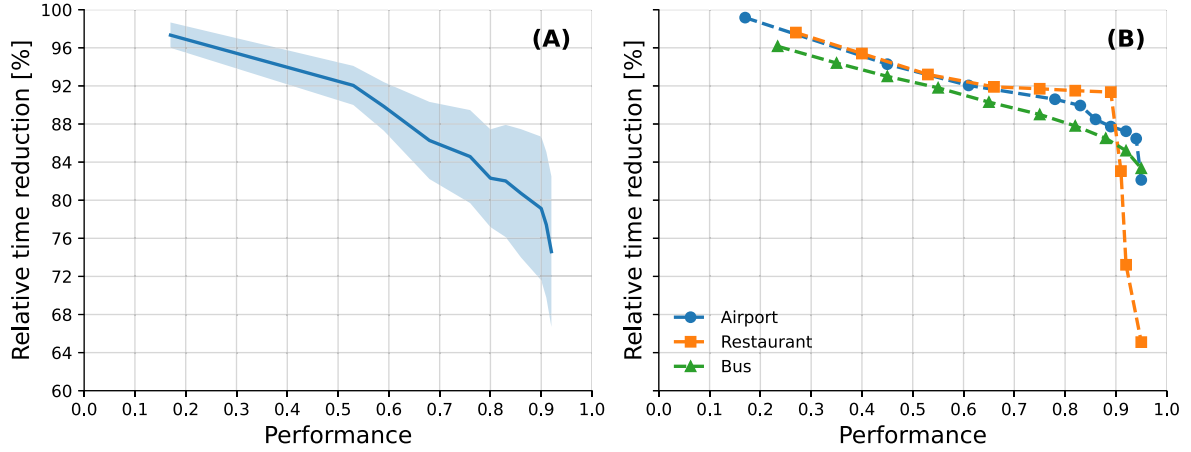 (A)
Relative time reduction [%]
100
96
92
88
84
80
76
72
68
64
60
0.0 0.1 0.2 0.3 0.4 0.5 0.6 0.7 0.8 0.9 1.0
Performance
(B)
Relative time reduction [%]
Airport
Restaurant
Bus
0.0 0.1 0.2 0.3 0.4 0.5 0.6 0.7 0.8 0.9 1.0
Performance